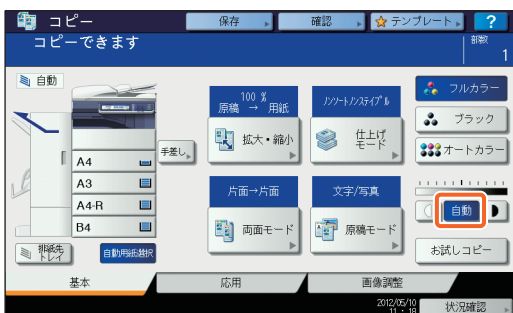 コピー
保存
確認
テンプレート
?
コピーできます
部数
1
自動
100 %
原稿 → 用紙
ノンソート/ノンステイプル
フルカラー
拡大・縮小
仕上げ
モード
ブラック
手差し
オートカラー
A4
A3
片面→片面
文字/写真
A4-R
自動
B4
両面モード
原稿モード
排紙先
トレイ
自動用紙選択
お試しコピー
基本
応用
画像調整
2012/05/10
11 : 18
状況確認